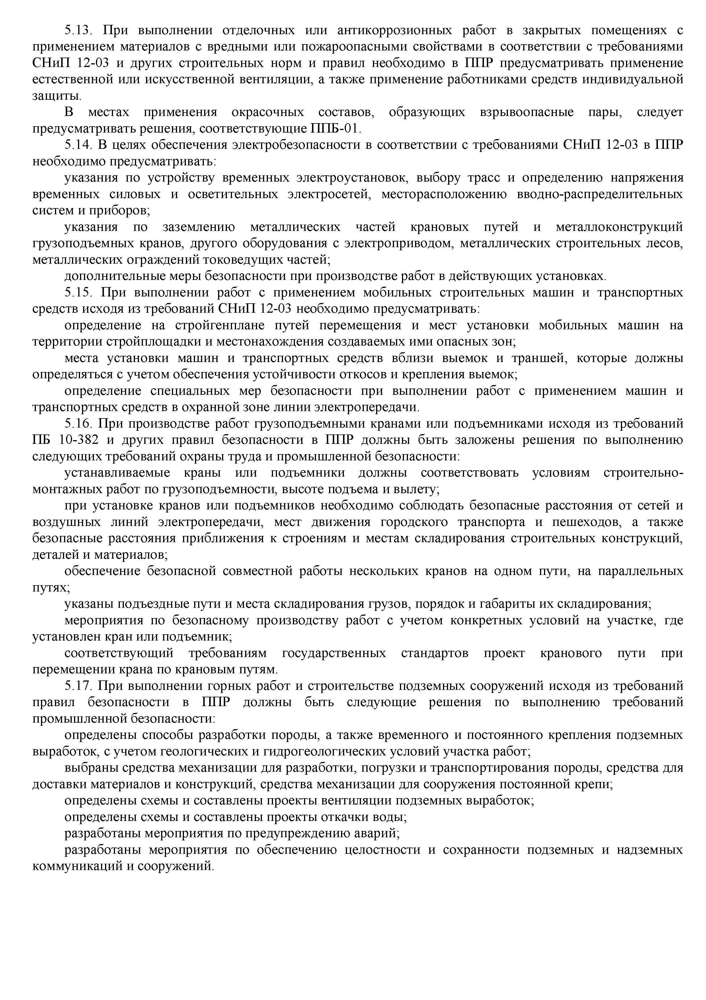 5.13. При выполнении отделочных или антикоррозионных работ в закрытых помещениях с
применением материалов с вредными или пожароопасными свойствами в соответствии с требованиями
СНиП 12-03 и других строительных норм и правил необходимо в ППР предусматривать применение
естественной или искусственной вентиляции, а также применение работниками средств индивидуальной
защиты.
В местах применения окрасочных составов, образующих взрывоопасные пары, следует
предусматривать решения, соответствующие ППБ-01.
5.14. В целях обеспечения электробезопасности в соответствии с требованиями СНиП 12-03 в ППР
необходимо предусматривать:
указания по устройству временных электроустановок, выбору трасс и определению напряжения
временных силовых и осветительных электросетей, месторасположению вводно-распределительных
систем и приборов;
указания по заземлению металлических частей крановых путей и металлоконструкций
грузоподъемных кранов, другого оборудования с электроприводом, металлических строительных лесов,
металлических ограждений токоведущих частей;
дополнительные меры безопасности при производстве работ в действующих установках.
5.15. При выполнении работ с применением мобильных строительных машин и транспортных
средств исходя из требований СНиП 12-03 необходимо предусматривать:
определение на стройгенплане путей перемещения и мест установки мобильных машин на
территории стройплощадки и местонахождения создаваемых ими опасных зон;
места установки машин и транспортных средств вблизи выемок и траншей, которые должны
определяться с учетом обеспечения устойчивости откосов и крепления выемок;
определение специальных мер безопасности при выполнении работ с применением машин и
транспортных средств в охранной зоне линии электропередачи.
5.16. При производстве работ грузоподъемными кранами или подъемниками исходя из требований
ПБ 10-382 и других правил безопасности в ППР должны быть заложены решения по выполнению
следующих требований охраны труда и промышленной безопасности:
устанавливаемые краны или подъемники должны соответствовать условиям строительно-
монтажных работ по грузоподъемности, высоте подъема и вылету;
при установке кранов или подъемников необходимо соблюдать безопасные расстояния от сетей и
воздушных линий электропередачи, мест движения городского транспорта и пешеходов, а также
безопасные расстояния приближения к строениям и местам складирования строительных конструкций,
деталей и материалов;
обеспечение безопасной совместной работы нескольких кранов на одном пути, на параллельных
путях;
указаны подъездные пути и места складирования грузов, порядок и габариты их складирования;
мероприятия по безопасному производству работ с учетом конкретных условий на участке, где
установлен кран или подъемник;
соответствующий требованиям государственных стандартов проект кранового пути при
перемещении крана по крановым путям.
5.17. При выполнении горных работ и строительстве подземных сооружений исходя из требований
правил безопасности в ППР должны быть следующие решения по выполнению требований
промышленной безопасности:
определены способы разработки породы, а также временного и постоянного крепления подземных
выработок, с учетом геологических и гидрогеологических условий участка работ;
выбраны средства механизации для разработки, погрузки и транспортирования породы, средства для
доставки материалов и конструкций, средства механизации для сооружения постоянной крепи;
определены схемы и составлены проекты вентиляции подземных выработок;
определены схемы и составлены проекты откачки воды;
разработаны мероприятия по предупреждению аварий;
разработаны мероприятия по обеспечению целостности и сохранности подземных и надземных
коммуникаций и сооружений.